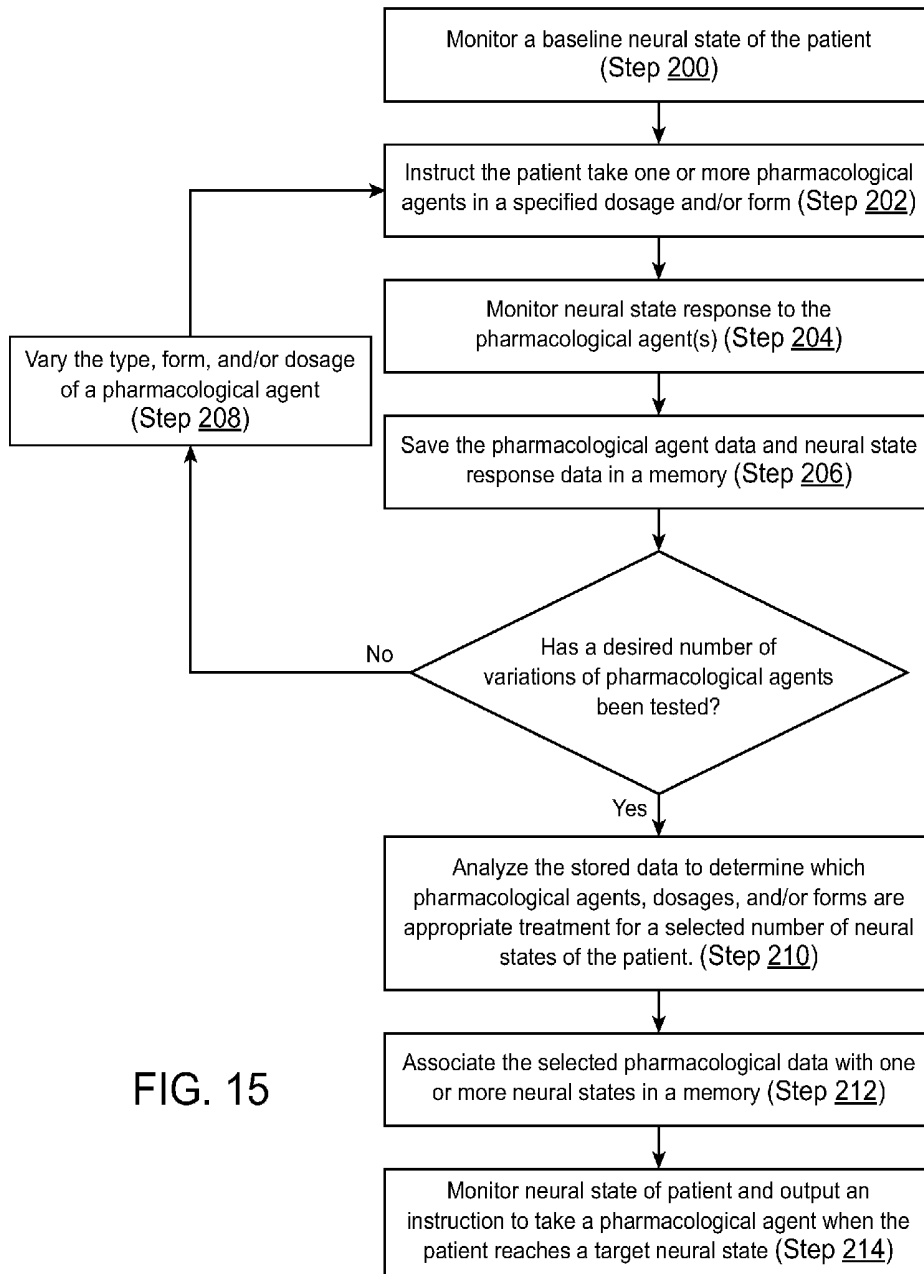 Monitor a baseline neural state of the patient
(Step 200)
Instruct the patient take one or more pharmacological
agents in a specified dosage and/or form (Step 202)
Monitor neural state response to the
pharmacological agent(s) (Step 204)
Vary the type, form, and/or dosage
of a pharmacological agent
(Step 208)
Save the pharmacological agent data and neural state
response data in a memory (Step 206)
No
Has a desired number of
variations of pharmacological agents
been tested?
Yes
Analyze the stored data to determine which
pharmacological agents, dosages, and/or forms are
appropriate treatment for a selected number of neural
states of the patient. (Step 210)
Associate the selected pharmacological data with one
or more neural states in a memory (Step 212)
FIG. 15
Monitor neural state of patient and output an
instruction to take a pharmacological agent when the
patient reaches a target neural state (Step 214)